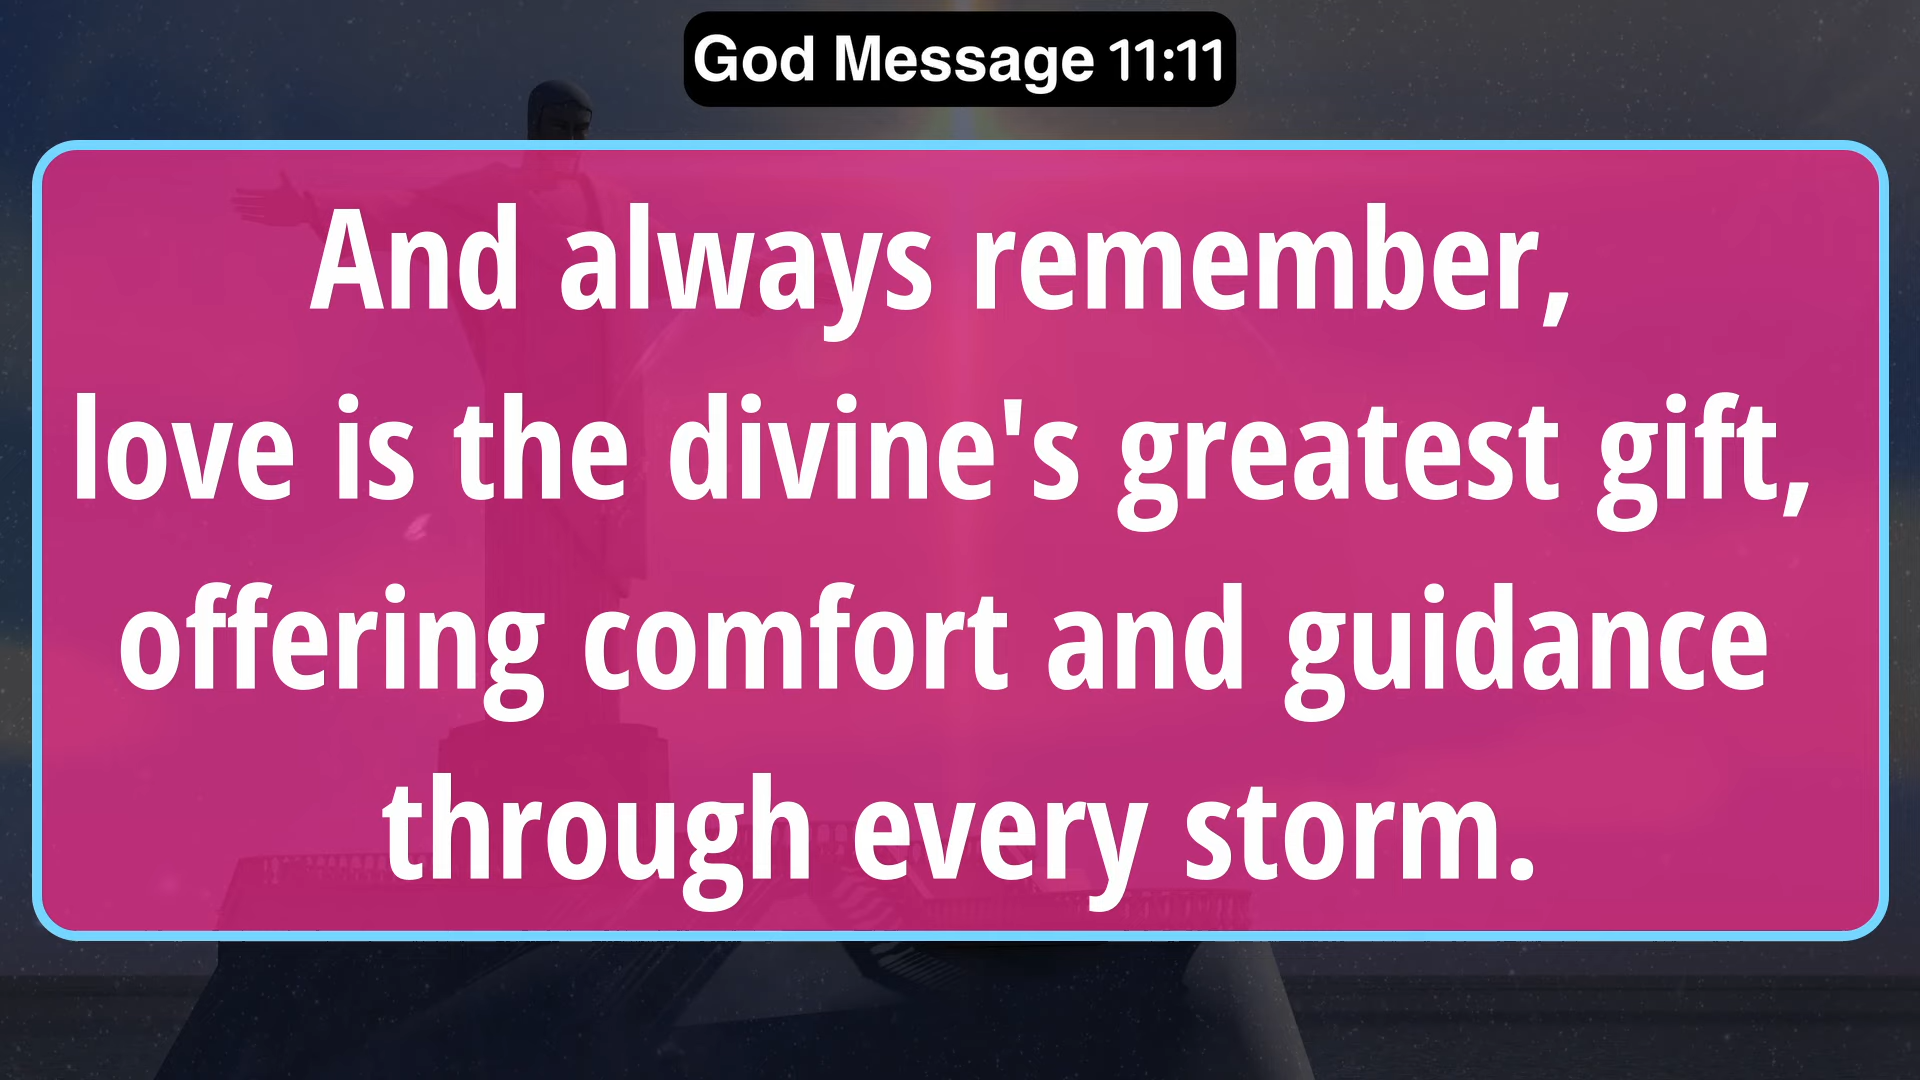 God Message 11:11
And always remember,
love is the divine's greatest gift,
offering comfort and guidance
through every storm.